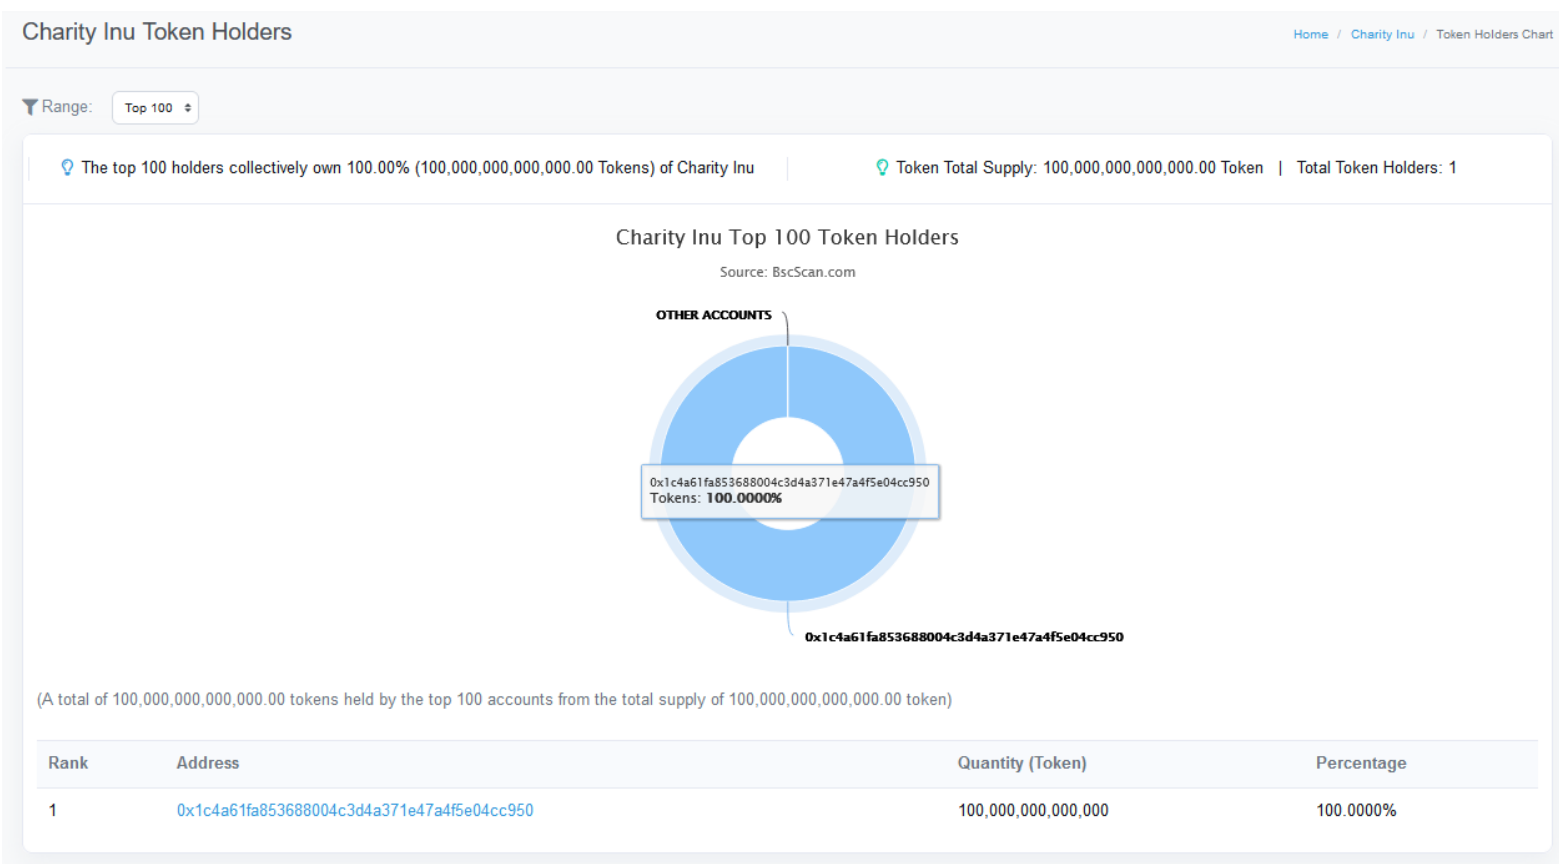 Charity Inu Token Holders
Home / Charity Inu / Token Holders Chart
Range: Top 100
The top 100 holders collectively own 100.00% (100,000,000,000,000.00 Tokens) of Charity Inu
Token Total Supply: 100,000,000,000,000.00 Token | Total Token Holders: 1
Charity Inu Top 100 Token Holders
Source: BscScan.com
OTHER ACCOUNTS
0x1c4a61fa853688004c3d4a371e47a4f5e04cc950
Tokens: 100.0000%
0x1c4a61fa853688004c3d4a371e47a4f5e04cc950
(A total of 100,000,000,000,000.00 tokens held by the top 100 accounts from the total supply of 100,000,000,000,000.00 token)
Rank Address Quantity (Token) Percentage
1 0x1c4a61fa853688004c3d4a371e47a4f5e04cc950 100,000,000,000,000 100.0000%